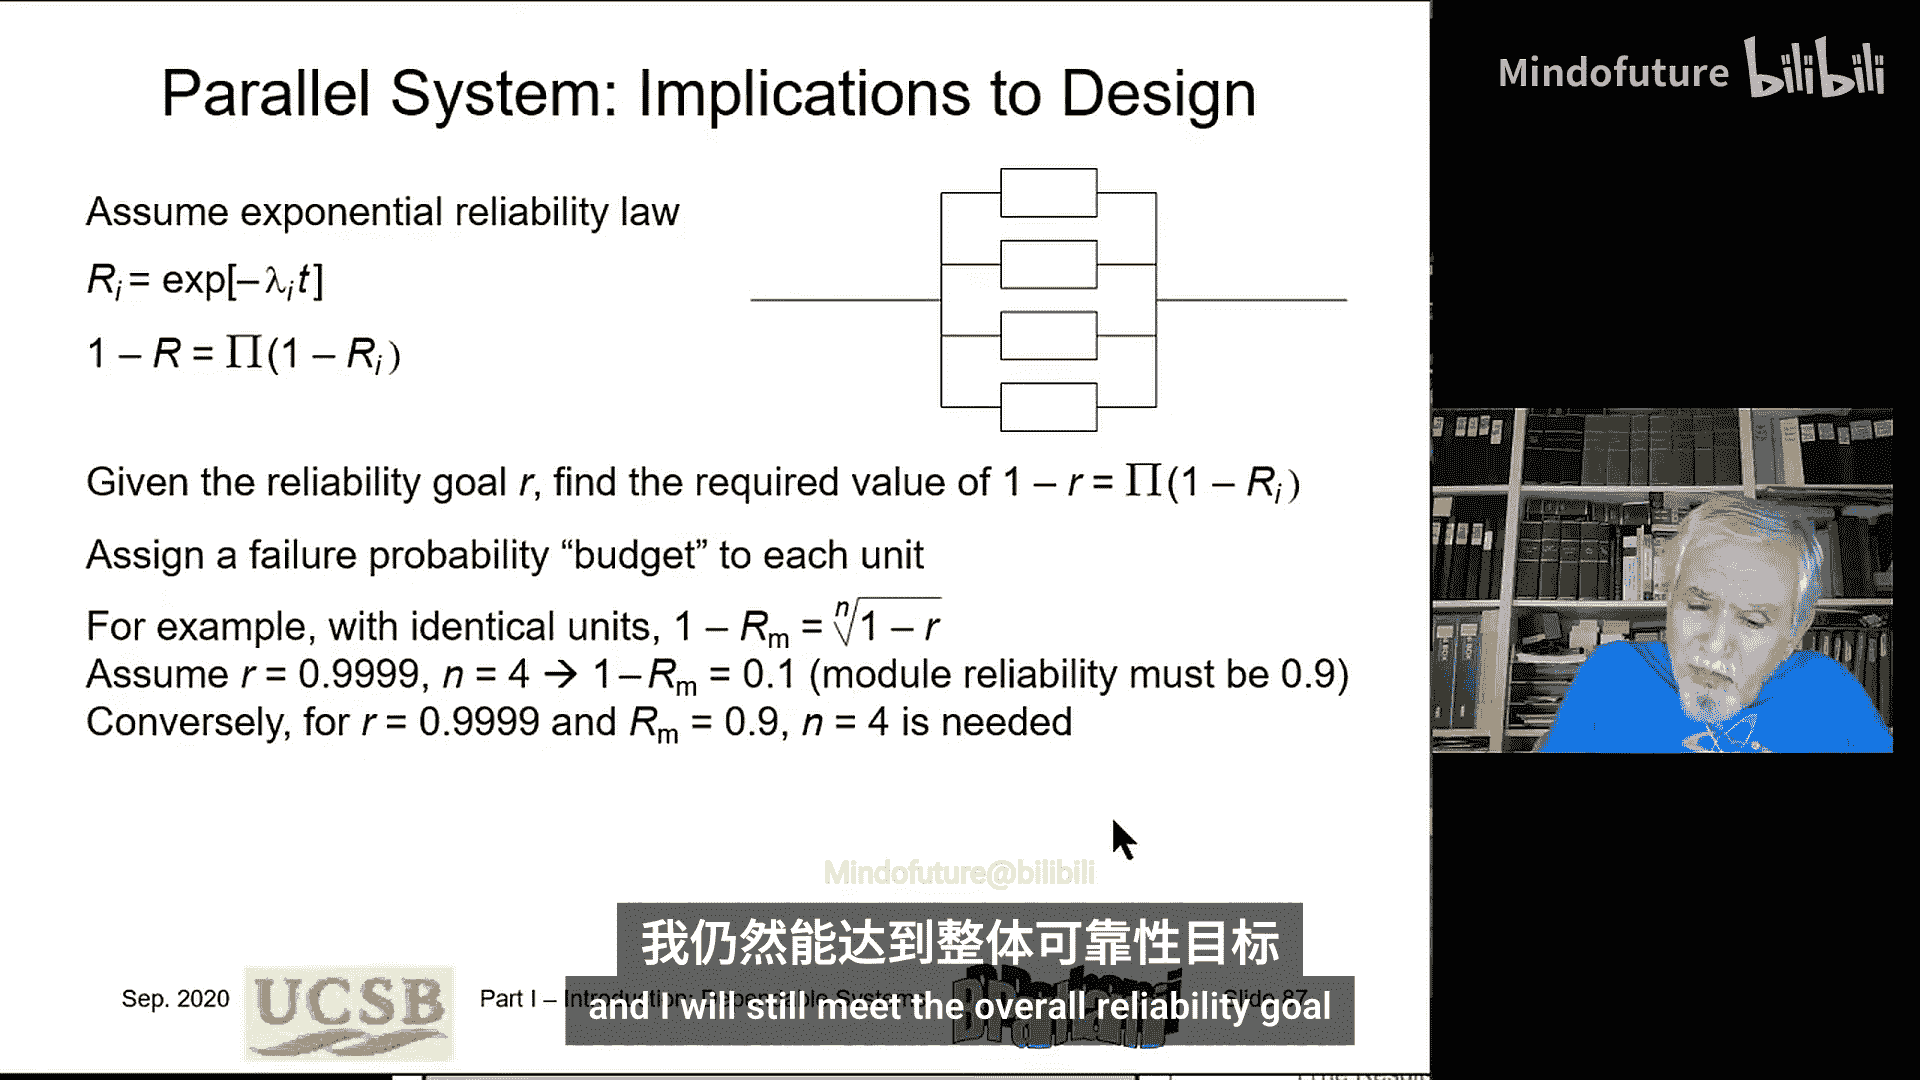 Parallel System: Implications to Design
Mindofuture bilibili
Assume exponential reliability law
Rᵢ = exp[– λᵢt]
1 – R = ∏(1 – Rᵢ)
Given the reliability goal r, find the required value of 1 – r = ∏(1 – Rᵢ)
Assign a failure probability “budget” to each unit
For example, with identical units, 1 – Rₘ = ⁿ√1 – r
Assume r = 0.9999, n = 4 → 1 – Rₘ = 0.1 (module reliability must be 0.9)
Conversely, for r = 0.9999 and Rₘ = 0.9, n = 4 is needed
Mindofuture@bilibili
我仍然能达到整体可靠性目标
and I will still meet the overall reliability goal
Sep. 2020
UCSB
Part I – Introduction: Dependable Systems
Slide 87